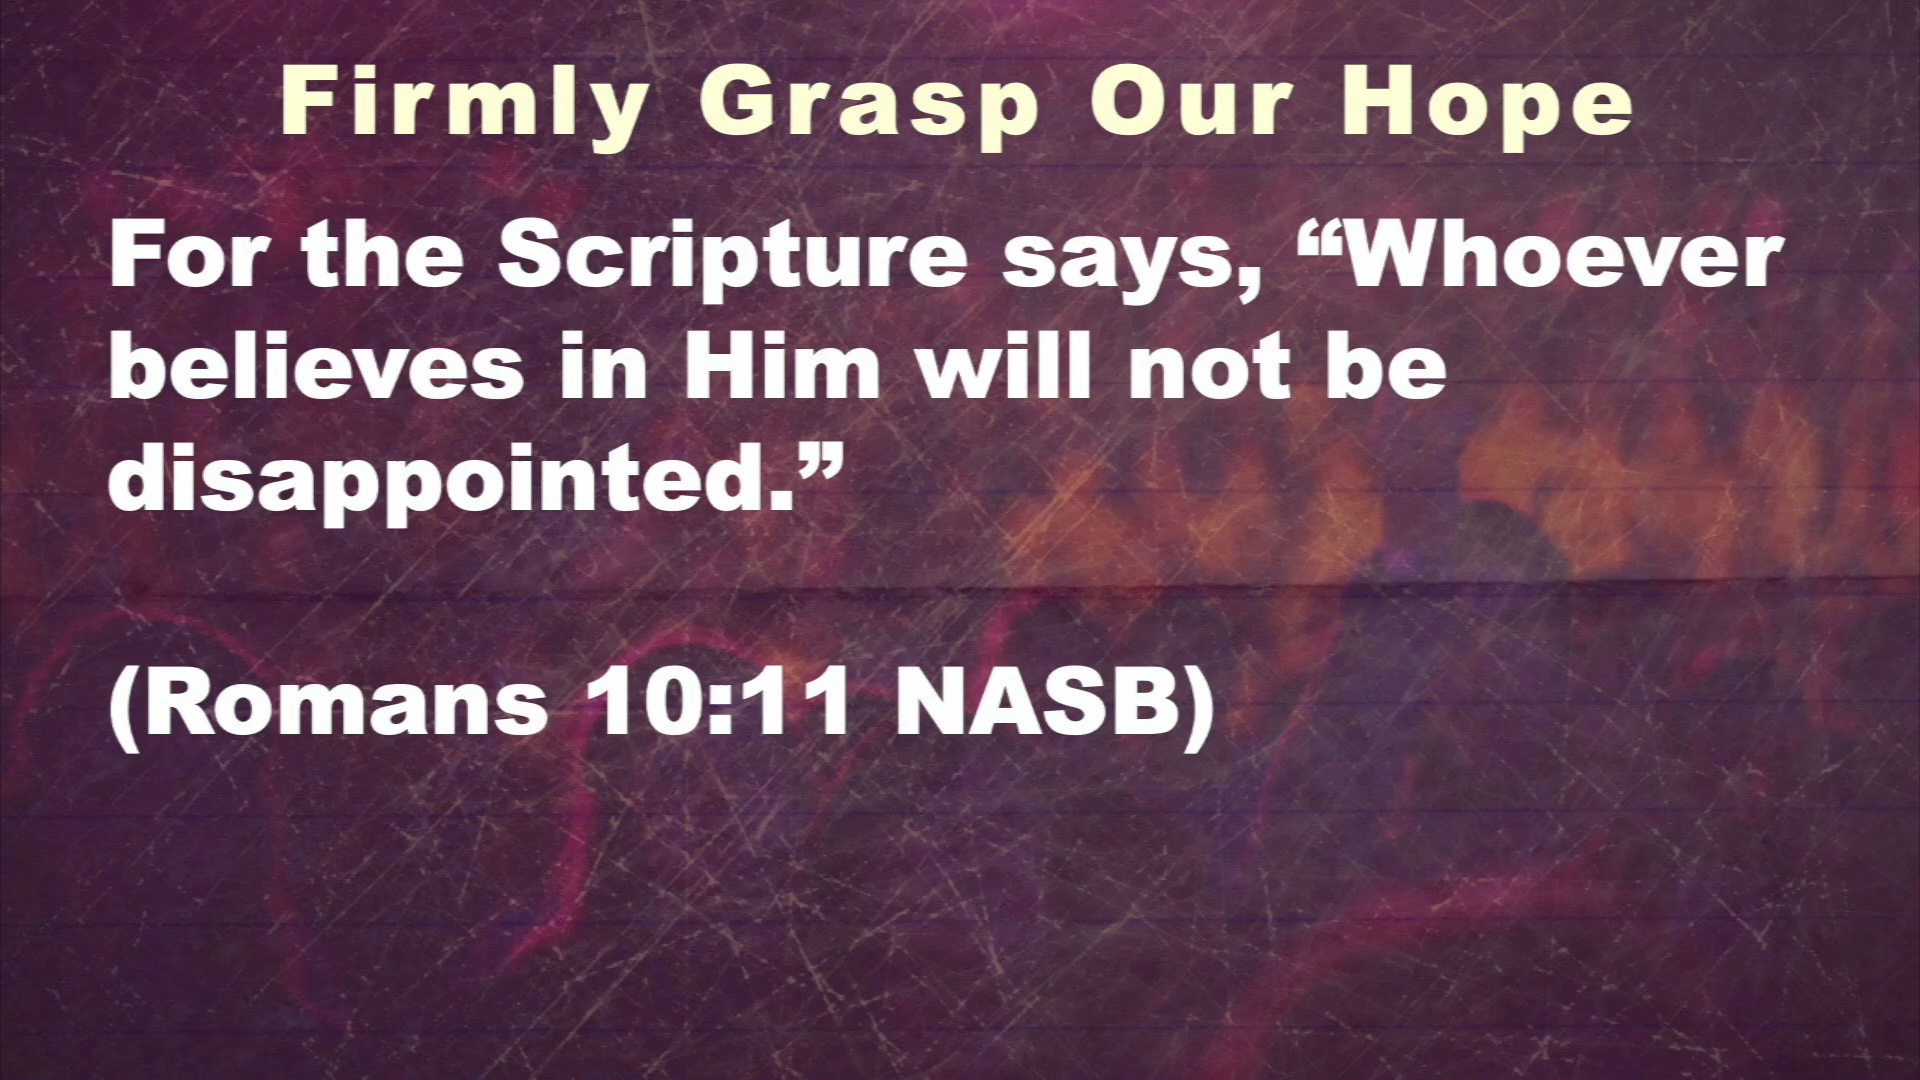 Firmly Grasp Our Hope
For the Scripture says, “Whoever
believes in Him will not be
disappointed.”
(Romans 10:11 NASB)